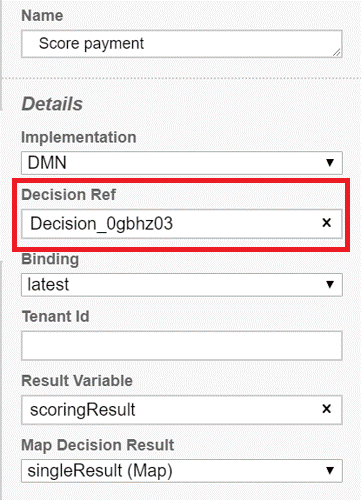 Name
Score payment
Details
Implementation
DMN
Decision Ref
Decision_0gbhz03
Binding
latest
Tenant Id
Result Variable
scoringResult
Map Decision Result
singleResult (Map)